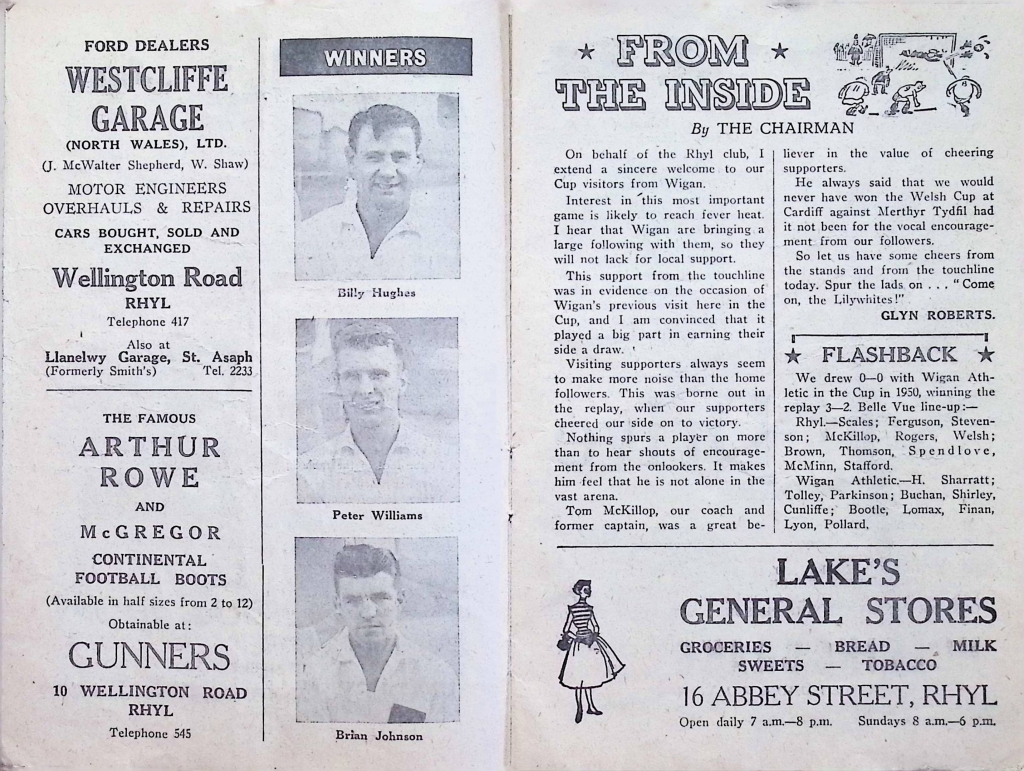 FORD DEALERS
WESTCLIFFE
GARAGE
(NORTH WALES), LTD.
(J. McWalter Shepherd, W. Shaw)
MOTOR ENGINEERS
OVERHAULS & REPAIRS
CARS BOUGHT, SOLD AND
EXCHANGED
Wellington Road
RHYL
Telephone 417
Also at
Llanelwy Garage, St. Asaph
(Formerly Smith's) Tel. 2233
THE FAMOUS
ARTHUR
ROWE
AND
McGREGOR
CONTINENTAL
FOOTBALL BOOTS
(Available in half sizes from 2 to 12)
Obtainable at:
GUNNERS
10 WELLINGTON ROAD
RHYL
Telephone 545
WINNERS
Billy Hughes
Peter Williams
Brian Johnson
★ FROM ★
THE INSIDE
By THE CHAIRMAN
On behalf of the Rhyl club, I
extend a sincere welcome to our
Cup visitors from Wigan.
Interest in this most important
game is likely to reach fever heat.
I hear that Wigan are bringing a
large following with them, so they
will not lack for local support.
This support from the touchline
was in evidence on the occasion of
Wigan's previous visit here in the
Cup, and I am convinced that it
played a big part in earning their
side a draw.
Visiting supporters always seem
to make more noise than the home
followers. This was borne out in
the replay, when our supporters
cheered our side on to victory.
Nothing spurs a player on more
than to hear shouts of encourage-
ment from the onlookers. It makes
him feel that he is not alone in the
vast arena.
Tom McKillop, our coach and
former captain, was a great be-
liever in the value of cheering
supporters.
He always said that we would
never have won the Welsh Cup at
Cardiff against Merthyr Tydfil had
it not been for the vocal encourage-
ment from our followers.
So let us have some cheers from
the stands and from the touchline
today. Spur the lads on . . . "Come
on, the Lilywhites!"
GLYN ROBERTS.
★ FLASHBACK ★
We drew 0—0 with Wigan Ath-
letic in the Cup in 1950, winning the
replay 3—2. Belle Vue line-up:—
Rhyl.—Scales; Ferguson, Steven-
son; McKillop, Rogers, Welsh;
Brown, Thomson, Spendlove,
McMinn, Stafford.
Wigan Athletic.—H. Sharratt;
Tolley, Parkinson; Buchan, Shirley,
Cunliffe; Bootle, Lomax, Finan,
Lyon, Pollard.
LAKE'S
GENERAL STORES
GROCERIES — BREAD — MILK
SWEETS — TOBACCO
16 ABBEY STREET, RHYL
Open daily 7 a.m.—8 p.m. Sundays 8 a.m.—6 p.m.